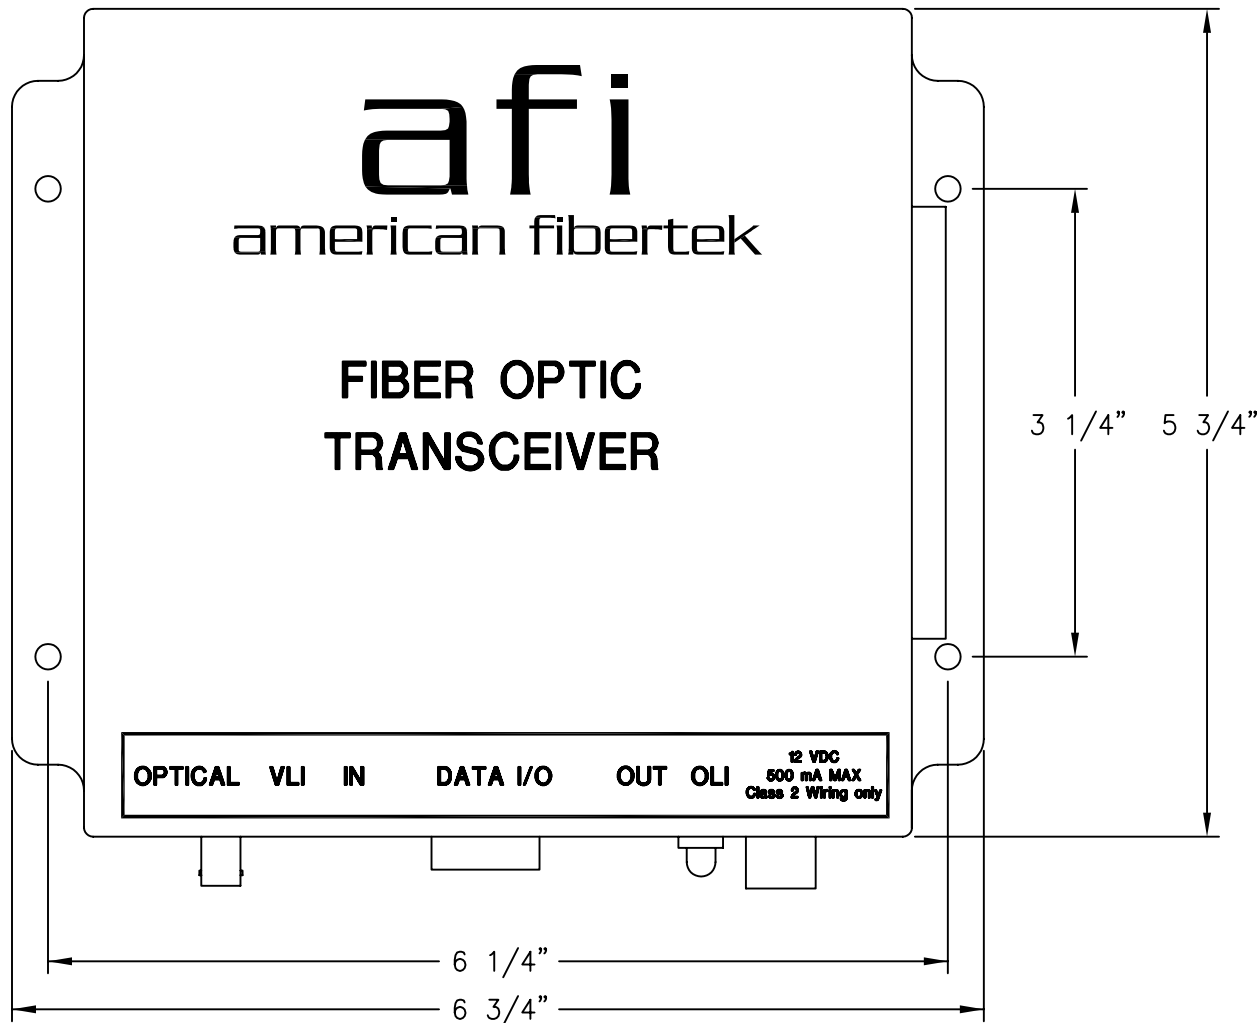 afi
american fibertek
FIBER OPTIC
TRANSCEIVER
3 1/4”
5 3/4”
OPTICAL VLI IN DATA I/O OUT OLI
12 VDC
500 mA MAX
Class 2 Wiring only
6 1/4”
6 3/4”